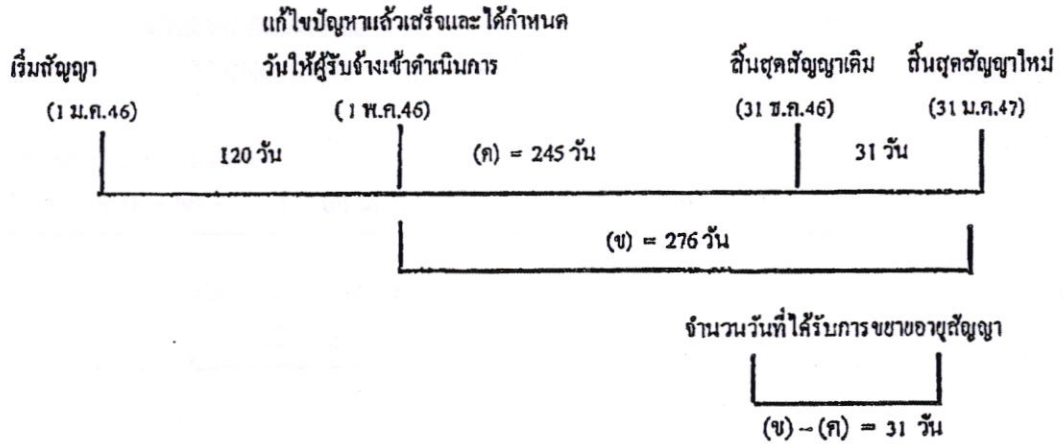 แก้ไขปัญหาแล้วเสร็จและได้กำหนด
เริ่มสัญญา วันให้ผู้รับจ้างเข้าดำเนินการ สิ้นสุดสัญญาเดิม สิ้นสุดสัญญาใหม่
(1 ม.ค.46) (1 พ.ค.46) (31 ธ.ค.46) (31 ม.ค.47)
120 วัน (ค) = 245 วัน 31 วัน
(ข) = 276 วัน
จำนวนวันที่ได้รับการขยายอายุสัญญา
(ข) - (ค) = 31 วัน